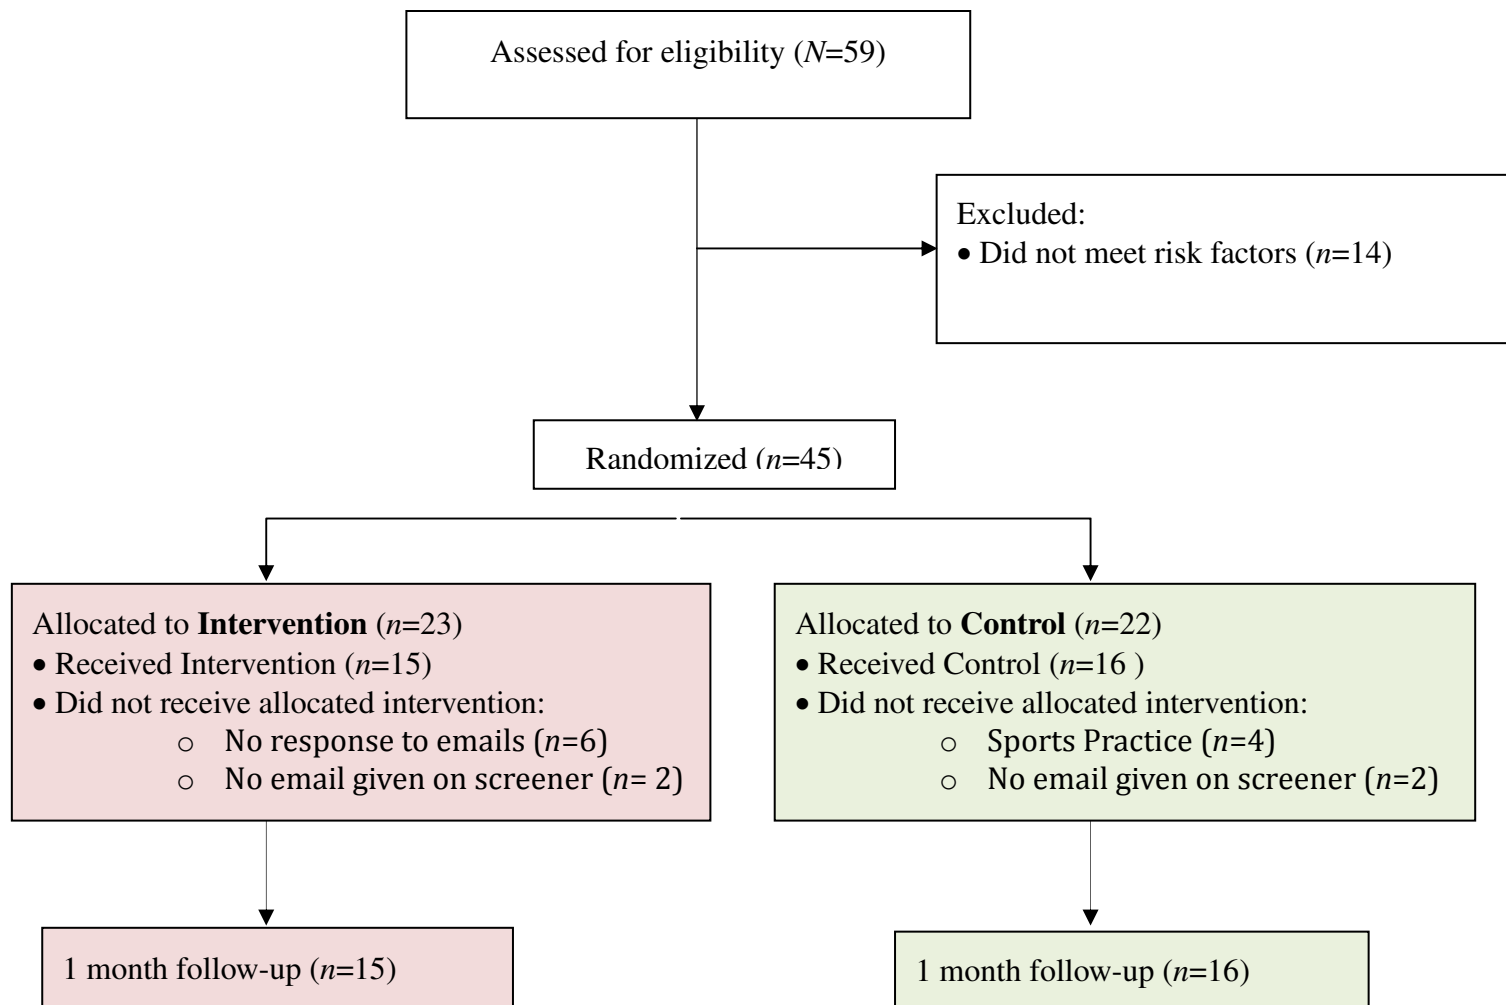 Assessed for eligibility (N=59)
Excluded:
• Did not meet risk factors (n=14)
Randomized (n=45)
Allocated to Intervention (n=23)
• Received Intervention (n=15)
• Did not receive allocated intervention:
o No response to emails (n=6)
o No email given on screener (n= 2)
Allocated to Control (n=22)
• Received Control (n=16 )
• Did not receive allocated intervention:
o Sports Practice (n=4)
o No email given on screener (n=2)
1 month follow-up (n=15)
1 month follow-up (n=16)